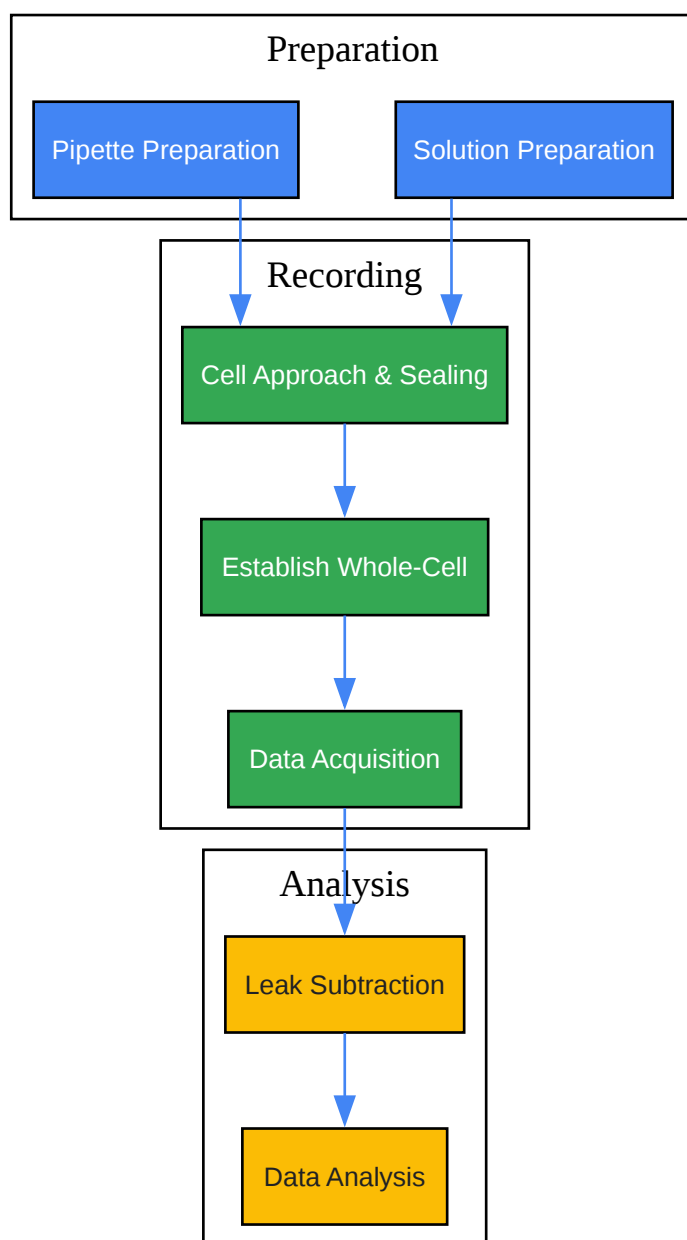 Preparation
Pipette Preparation
Solution Preparation
Recording
Cell Approach & Sealing
Establish Whole-Cell
Data Acquisition
Analysis
Leak Subtraction
Data Analysis